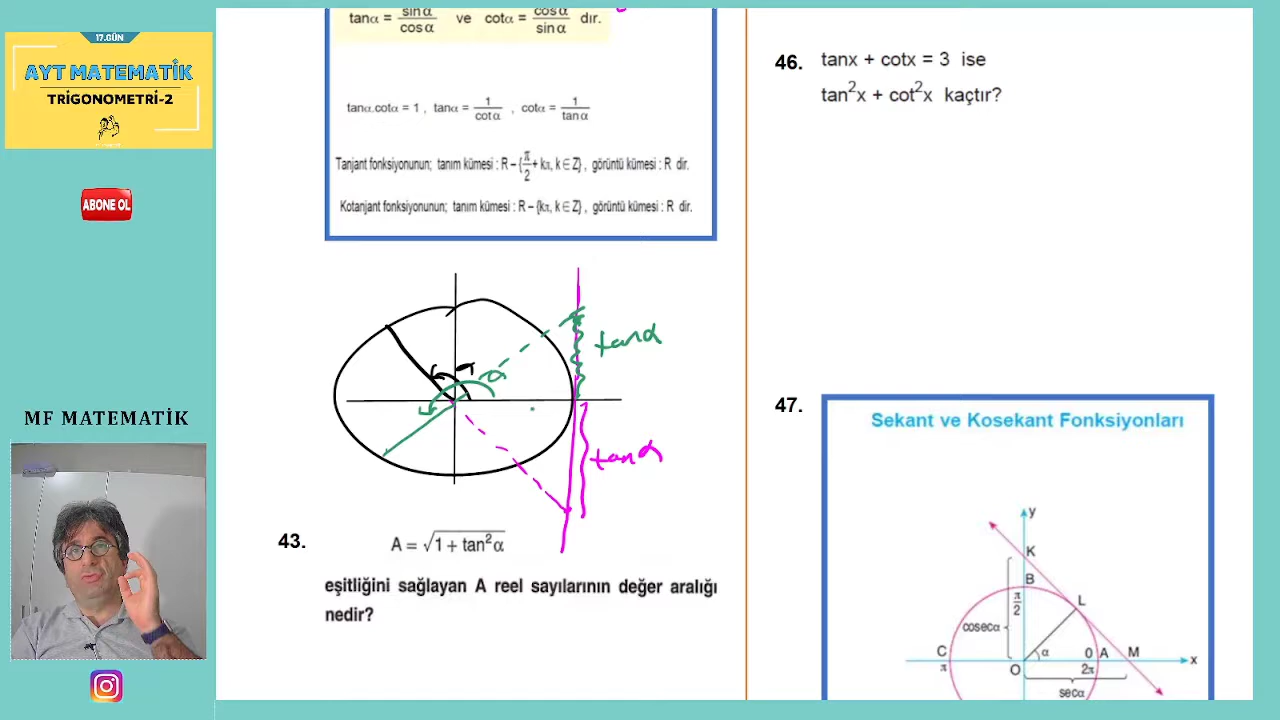 17.GÜN
AYT MATEMATİK
TRİGONOMETRİ-2
ABONE OL
MF MATEMATİK
tanα = sinα/cosα ve cotα = cosα/sinα dır.
tanα.cotα = 1 , tanα = 1/cotα , cotα = 1/tanα
Tanjant fonksiyonunun; tanım kümesi : R – {π/2 + kπ, k ∈ Z} , görüntü kümesi : R dir.
Kotanjant fonksiyonunun; tanım kümesi : R – {kπ, k ∈ Z} , görüntü kümesi : R dir.
tanα
α
α
tanα
43. A = √(1 + tan²α)
eşitliğini sağlayan A reel sayılarının değer aralığı
nedir?
46. tanx + cotx = 3 ise
tan²x + cot²x kaçtır?
47. Sekant ve Kosekant Fonksiyonları
y
K
B
π/2
L
cosecα
C
α
0
A
M
x
π
O
2π
secα